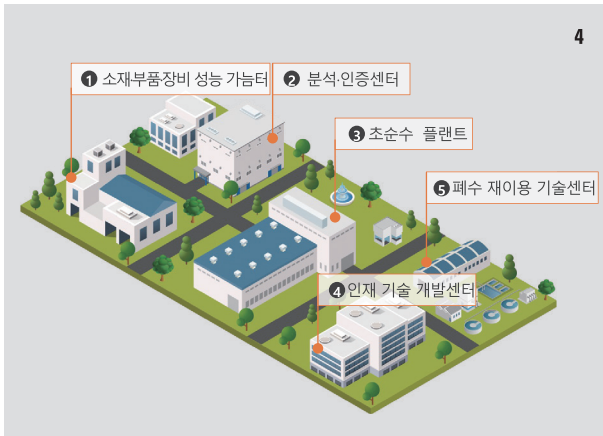 4
❶ 소재·부품·장비 성능 가늠터
❷ 분석·인증센터
❸ 초순수 플랜트
❺ 폐수 재이용 기술센터
❹ 인재 기술 개발센터